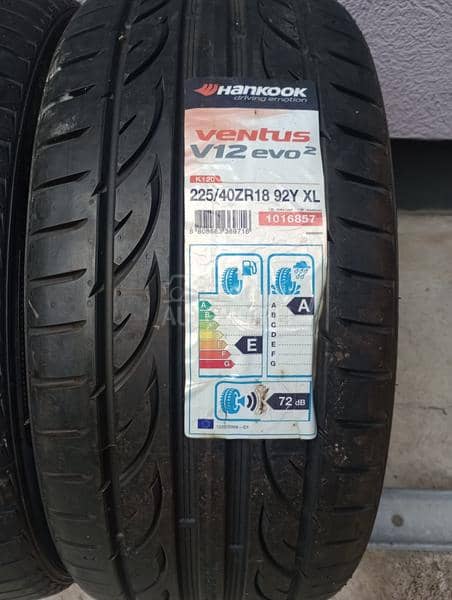 HANKOOK
driving emotion
ventus
V12 evo²
K120
225/40ZR18 92Y XL
1016857
A
B
C
D
E
F
G
E
A
B
C
D
E
F
G
A
72 dB